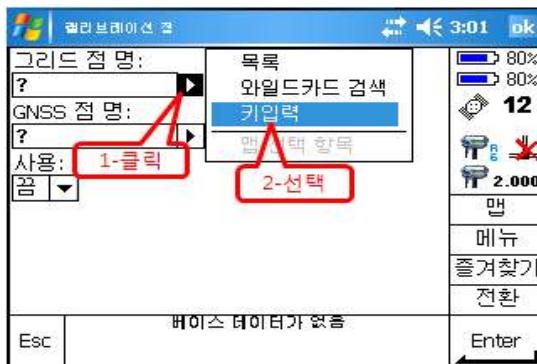 캘리브레이션 점
3:01 ok
그리드 점 명:
?
GNSS 점 명:
?
사용:
끔
목록
와일드카드 검색
키입력
맵 선택 항목
1-클릭
2-선택
80%
80%
12
R
6
2.000
맵
메뉴
즐겨찾기
전환
Esc
베이스 데이터가 없음
Enter